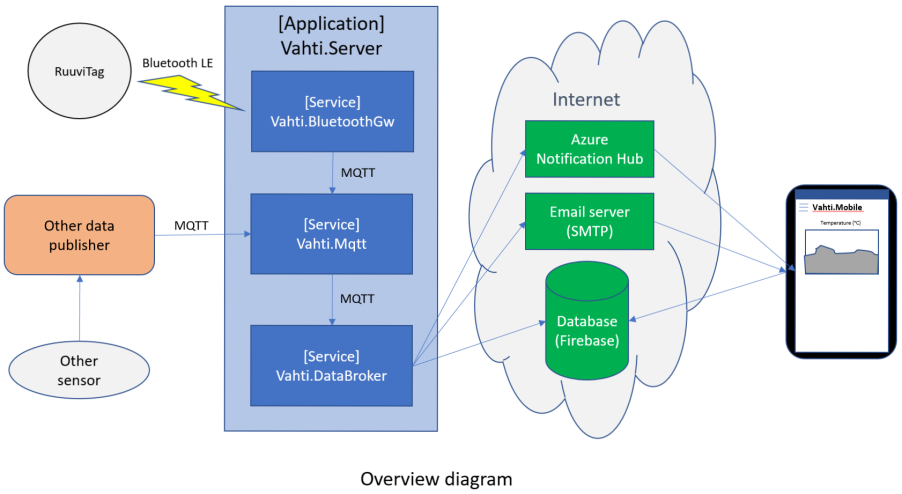 [Application]
Vahti.Server
RuuviTag
Bluetooth LE
[Service]
Vahti.BluetoothGw
MQTT
Other data
publisher
MQTT
[Service]
Vahti.Mqtt
MQTT
Other
sensor
[Service]
Vahti.DataBroker
Internet
Azure
Notification Hub
Email server
(SMTP)
Database
(Firebase)
Vahti.Mobile
Temperature (°C)
Overview diagram